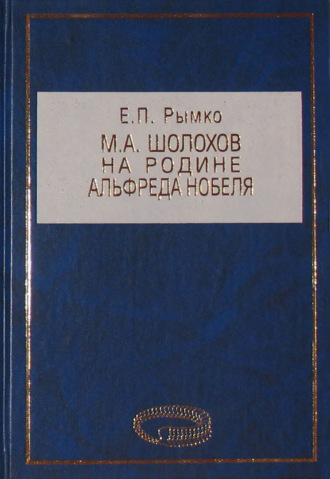 Е.П. Рымко
М.А. ШОЛОХОВ
НА РОДИНЕ
АЛЬФРЕДА НОБЕЛЯ